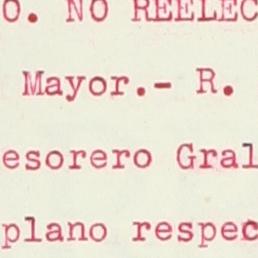 O. NO REELEC
Mayor.- R.
esorero Gral
plano respec